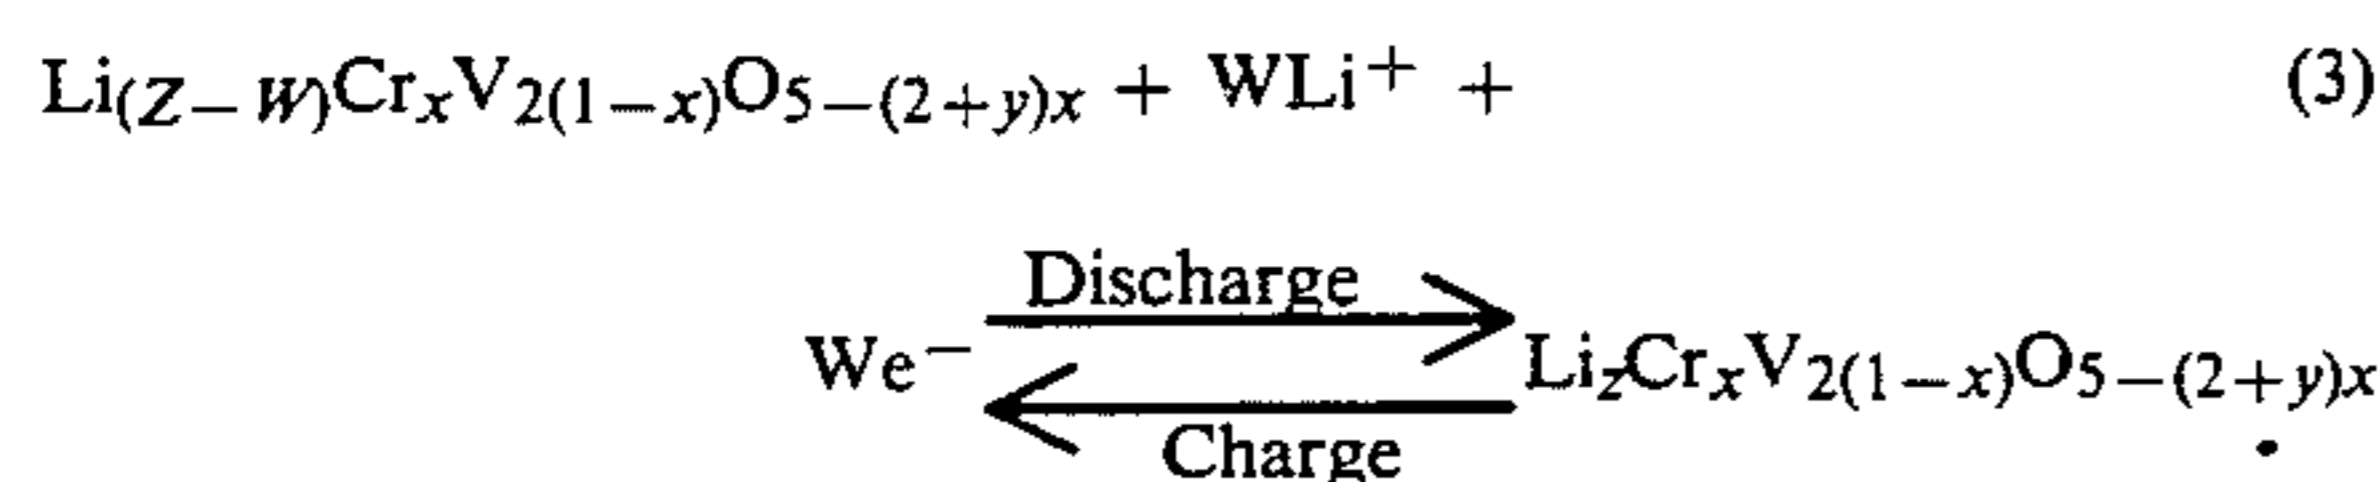 Li(Z−W)CrxV2(1−x)O5−(2+y)x + WLi+ + (3)
Discharge
We− LizCrxV2(1−x)O5−(2+y)x
Charge